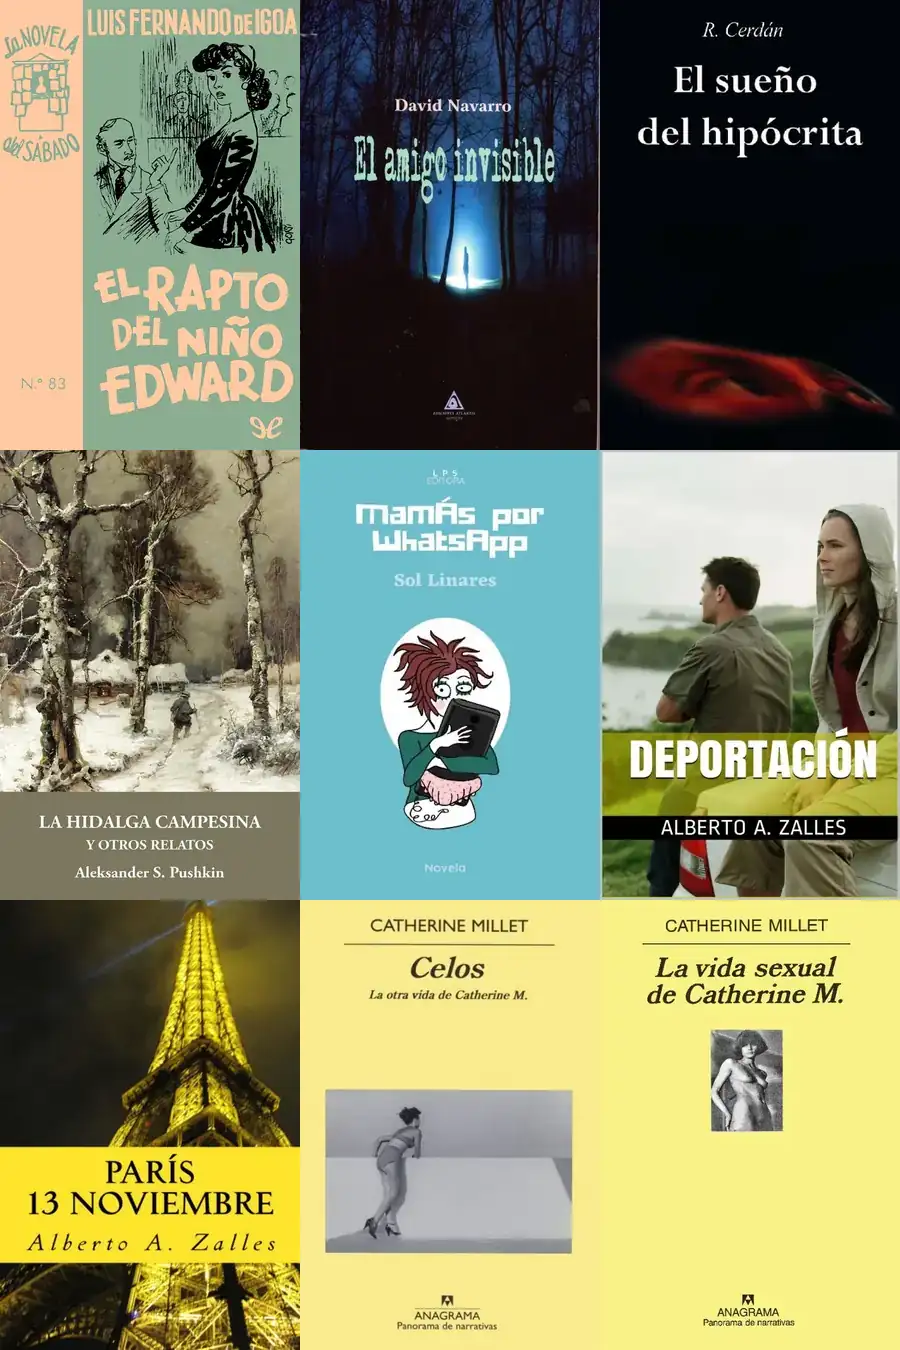 La NOVELA
del SÁBADO
N.º 83
LUIS FERNANDO DE IGOA
GOÑI
EL RAPTO
DEL NIÑO
EDWARD
David Navarro
El amigo invisible
EDICIONES ATLANTIS
R. Cerdán
El sueño
del hipócrita
LA HIDALGA CAMPESINA
Y OTROS RELATOS
Aleksander S. Pushkin
LPS
EDITORA
MamÁs por
WhatsApp
Sol Linares
Novela
DEPORTACIÓN
ALBERTO A. ZALLES
PARÍS
13 NOVIEMBRE
Alberto A. Zalles
CATHERINE MILLET
Celos
La otra vida de Catherine M.
ANAGRAMA
Panorama de narrativas
CATHERINE MILLET
La vida sexual
de Catherine M.
ANAGRAMA
Panorama de narrativas